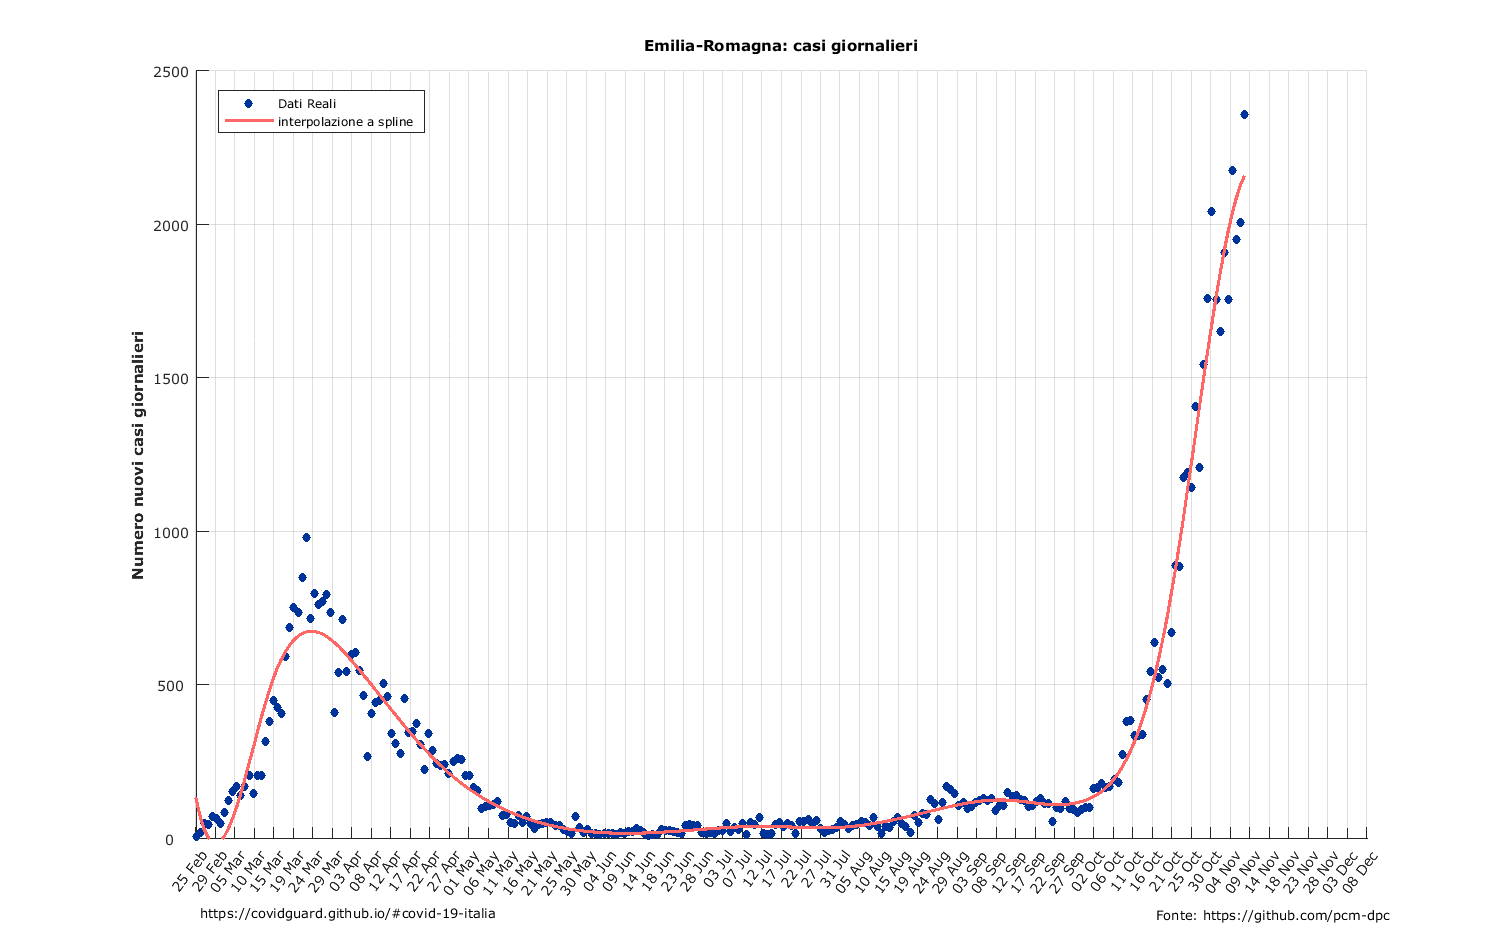 Emilia-Romagna: casi giornalieri
2500
2000
1500
1000
500
0
Numero nuovi casi giornalieri
Dati Reali
interpolazione a spline
25 Feb
29 Feb
05 Mar
10 Mar
15 Mar
19 Mar
24 Mar
29 Mar
03 Apr
08 Apr
12 Apr
17 Apr
22 Apr
27 Apr
01 May
06 May
11 May
16 May
21 May
25 May
30 May
04 Jun
09 Jun
14 Jun
18 Jun
23 Jun
28 Jun
03 Jul
07 Jul
12 Jul
17 Jul
22 Jul
27 Jul
31 Jul
05 Aug
10 Aug
15 Aug
19 Aug
24 Aug
29 Aug
03 Sep
08 Sep
12 Sep
17 Sep
22 Sep
27 Sep
02 Oct
06 Oct
11 Oct
16 Oct
21 Oct
25 Oct
30 Oct
04 Nov
09 Nov
14 Nov
18 Nov
23 Nov
28 Nov
03 Dec
08 Dec
https://covidguard.github.io/#covid-19-italia
Fonte: https://github.com/pcm-dpc